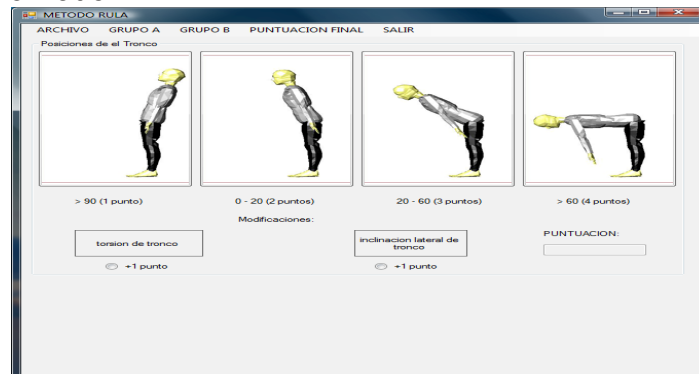 METODO RULA
ARCHIVO GRUPO A GRUPO B PUNTUACION FINAL SALIR
Posiciones de el Tronco
> 90 (1 punto) 0 - 20 (2 puntos) 20 - 60 (3 puntos) > 60 (4 puntos)
Modificaciones:
torsion de tronco
inclinacion lateral de
tronco
PUNTUACION:
+1 punto +1 punto